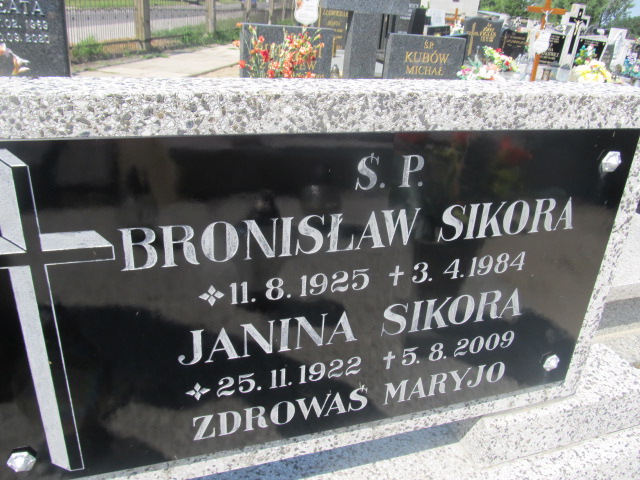 Ś.P.
KUBÓW
MICHAŁ
Ś. P.
BRONISŁAW SIKORA
11. 8. 1925 + 3. 4. 1984
JANINA SIKORA
25. 11. 1922 + 5. 8. 2009
ZDROWAŚ MARYJO